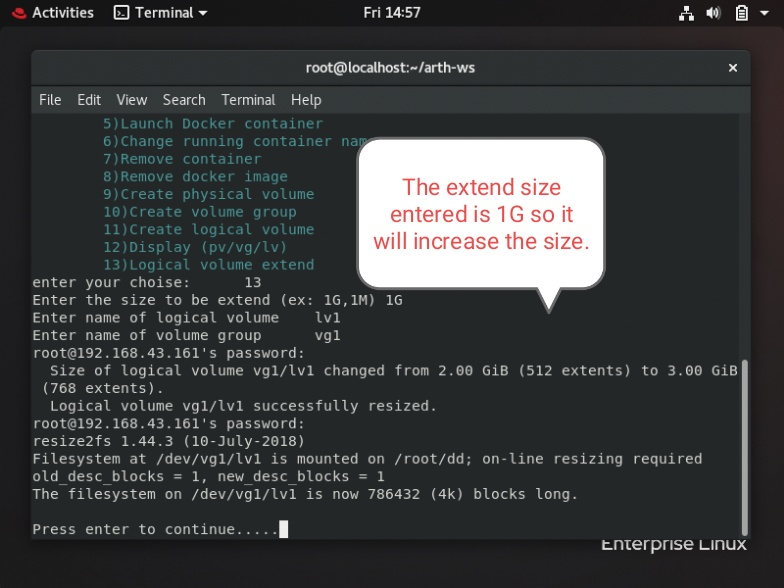 Activities Terminal Fri 14:57
root@localhost:~/arth-ws
File Edit View Search Terminal Help
5)Launch Docker container
6)Change running container nam
7)Remove container
8)Remove docker image
9)Create physical volume
10)Create volume group
11)Create logical volume
12)Display (pv/vg/lv)
13)Logical volume extend
The extend size
entered is 1G so it
will increase the size.
enter your choise: 13
Enter the size to be extend (ex: 1G,1M) 1G
Enter name of logical volume lv1
Enter name of volume group vg1
root@192.168.43.161's password:
Size of logical volume vg1/lv1 changed from 2.00 GiB (512 extents) to 3.00 GiB
(768 extents).
Logical volume vg1/lv1 successfully resized.
root@192.168.43.161's password:
resize2fs 1.44.3 (10-July-2018)
Filesystem at /dev/vg1/lv1 is mounted on /root/dd; on-line resizing required
old_desc_blocks = 1, new_desc_blocks = 1
The filesystem on /dev/vg1/lv1 is now 786432 (4k) blocks long.
Press enter to continue.....
Enterprise Linux